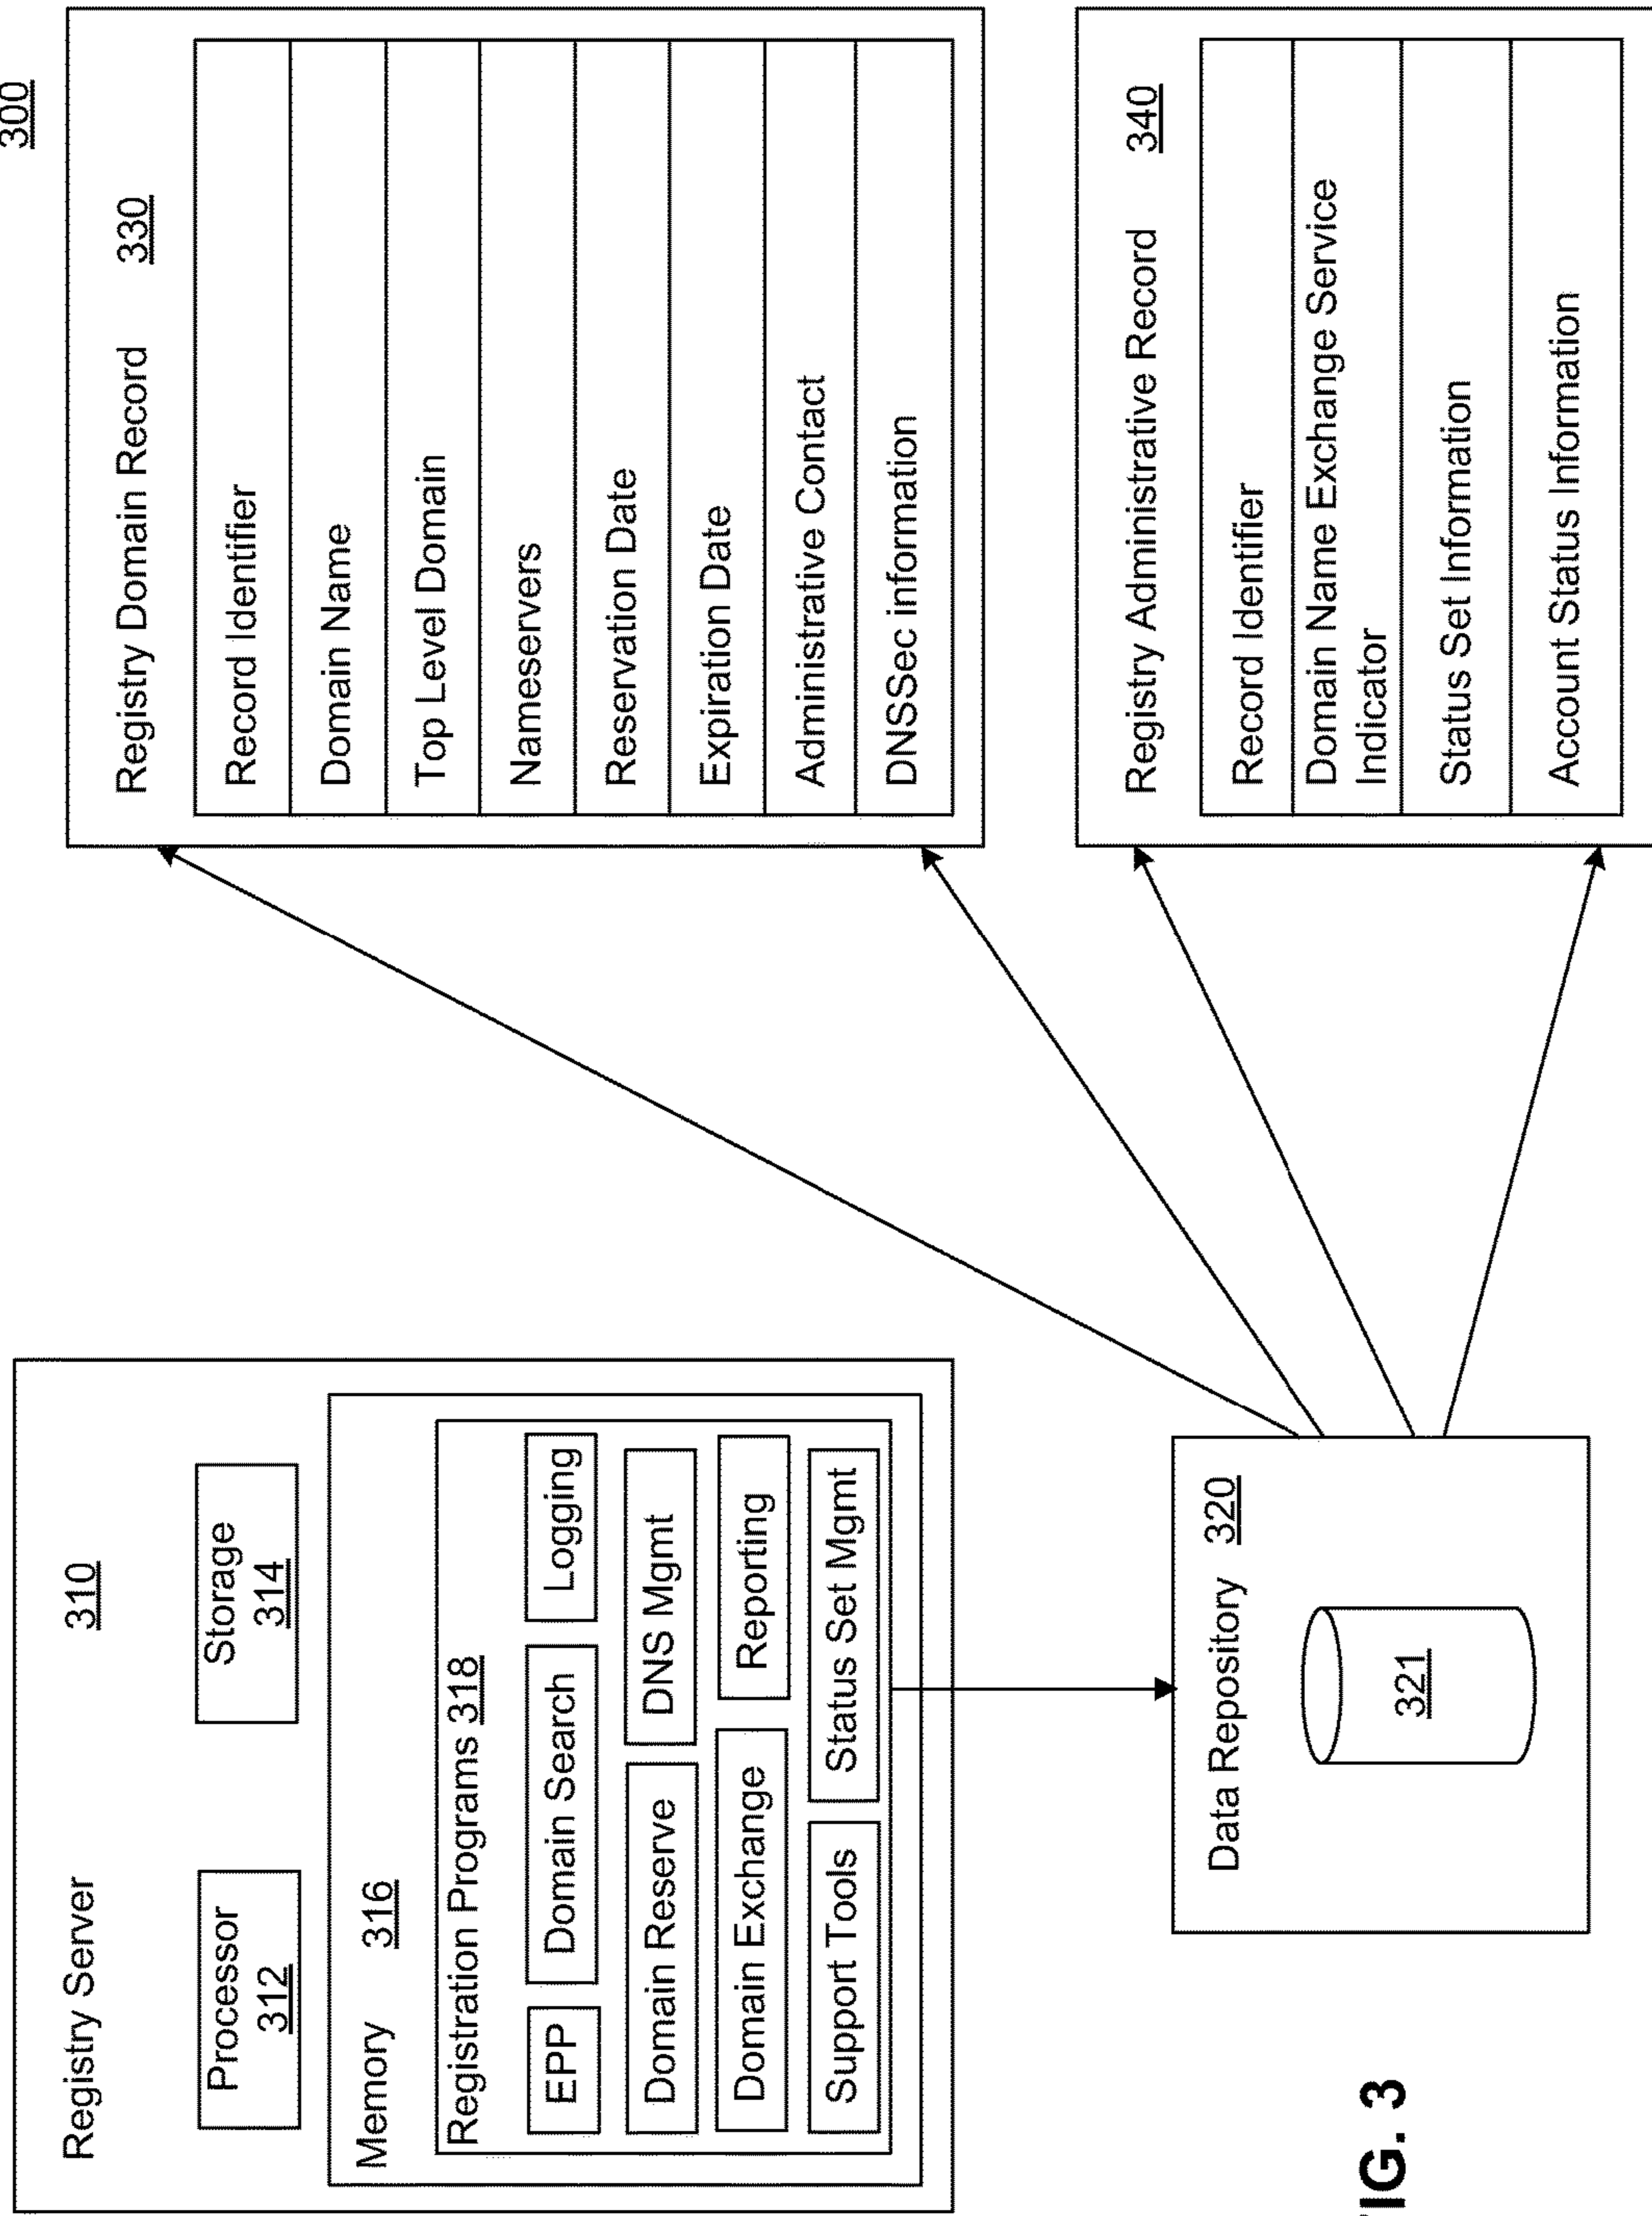 300
Registry Server 310
Processor
312
Storage
314
Memory 316
Registration Programs 318
EPP
Domain Search
Logging
Domain Reserve
DNS Mgmt
Domain Exchange
Reporting
Support Tools
Status Set Mgmt
Data Repository 320
321
Registry Domain Record 330
Record Identifier
Domain Name
Top Level Domain
Nameservers
Reservation Date
Expiration Date
Administrative Contact
DNSSec information
Registry Administrative Record 340
Record Identifier
Domain Name Exchange Service
Indicator
Status Set Information
Account Status Information
FIG. 3